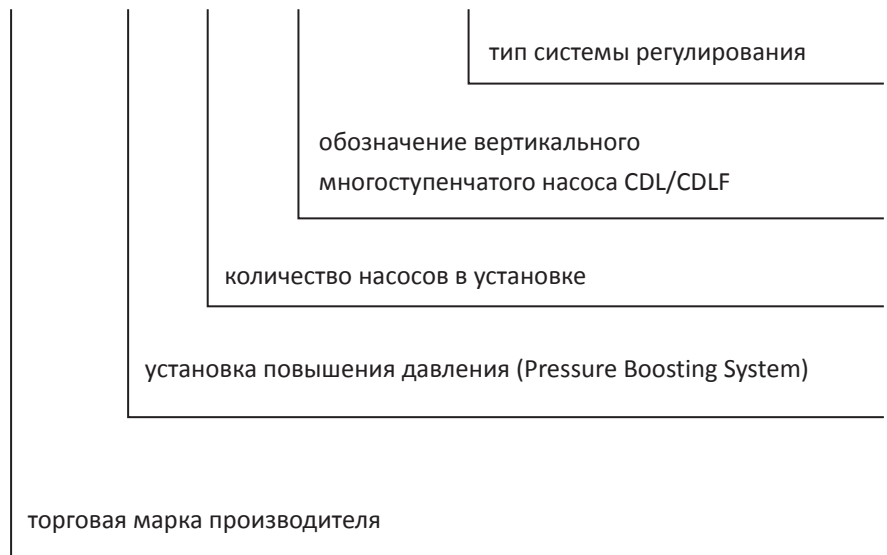 тип системы регулирования
обозначение вертикального
многоступенчатого насоса CDL/CDLF
количество насосов в установке
установка повышения давления (Pressure Boosting System)
торговая марка производителя